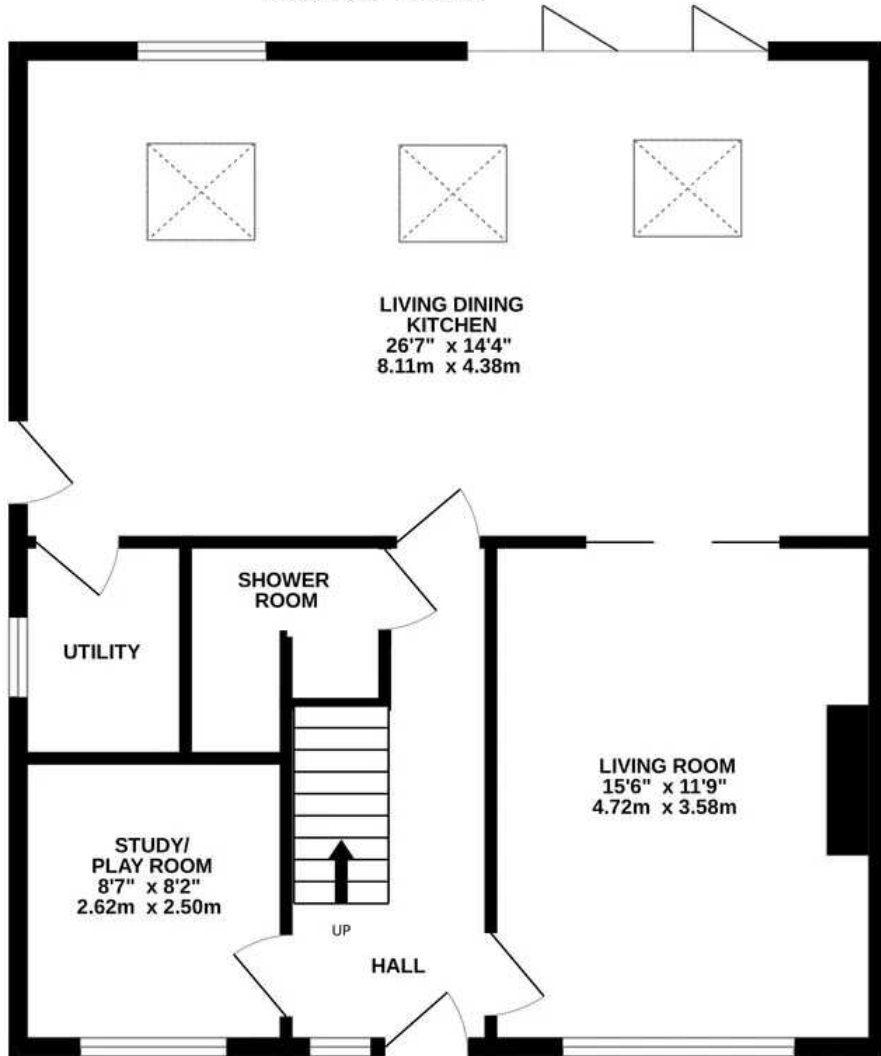 LIVING DINING
KITCHEN
26'7" x 14'4"
8.11m x 4.38m
SHOWER
ROOM
UTILITY
LIVING ROOM
15'6" x 11'9"
4.72m x 3.58m
STUDY/
PLAY ROOM
8'7" x 8'2"
2.62m x 2.50m
UP
HALL